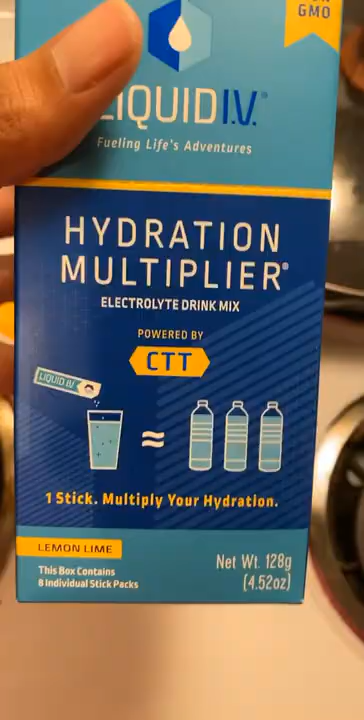 GMO
LIQUID I.V.®
Fueling Life's Adventures
HYDRATION
MULTIPLIER®
ELECTROLYTE DRINK MIX
POWERED BY
CTT
LIQUID I.V.
≈
1 Stick. Multiply Your Hydration.
LEMON LIME
This Box Contains
8 Individual Stick Packs
Net Wt. 128g
(4.52oz)